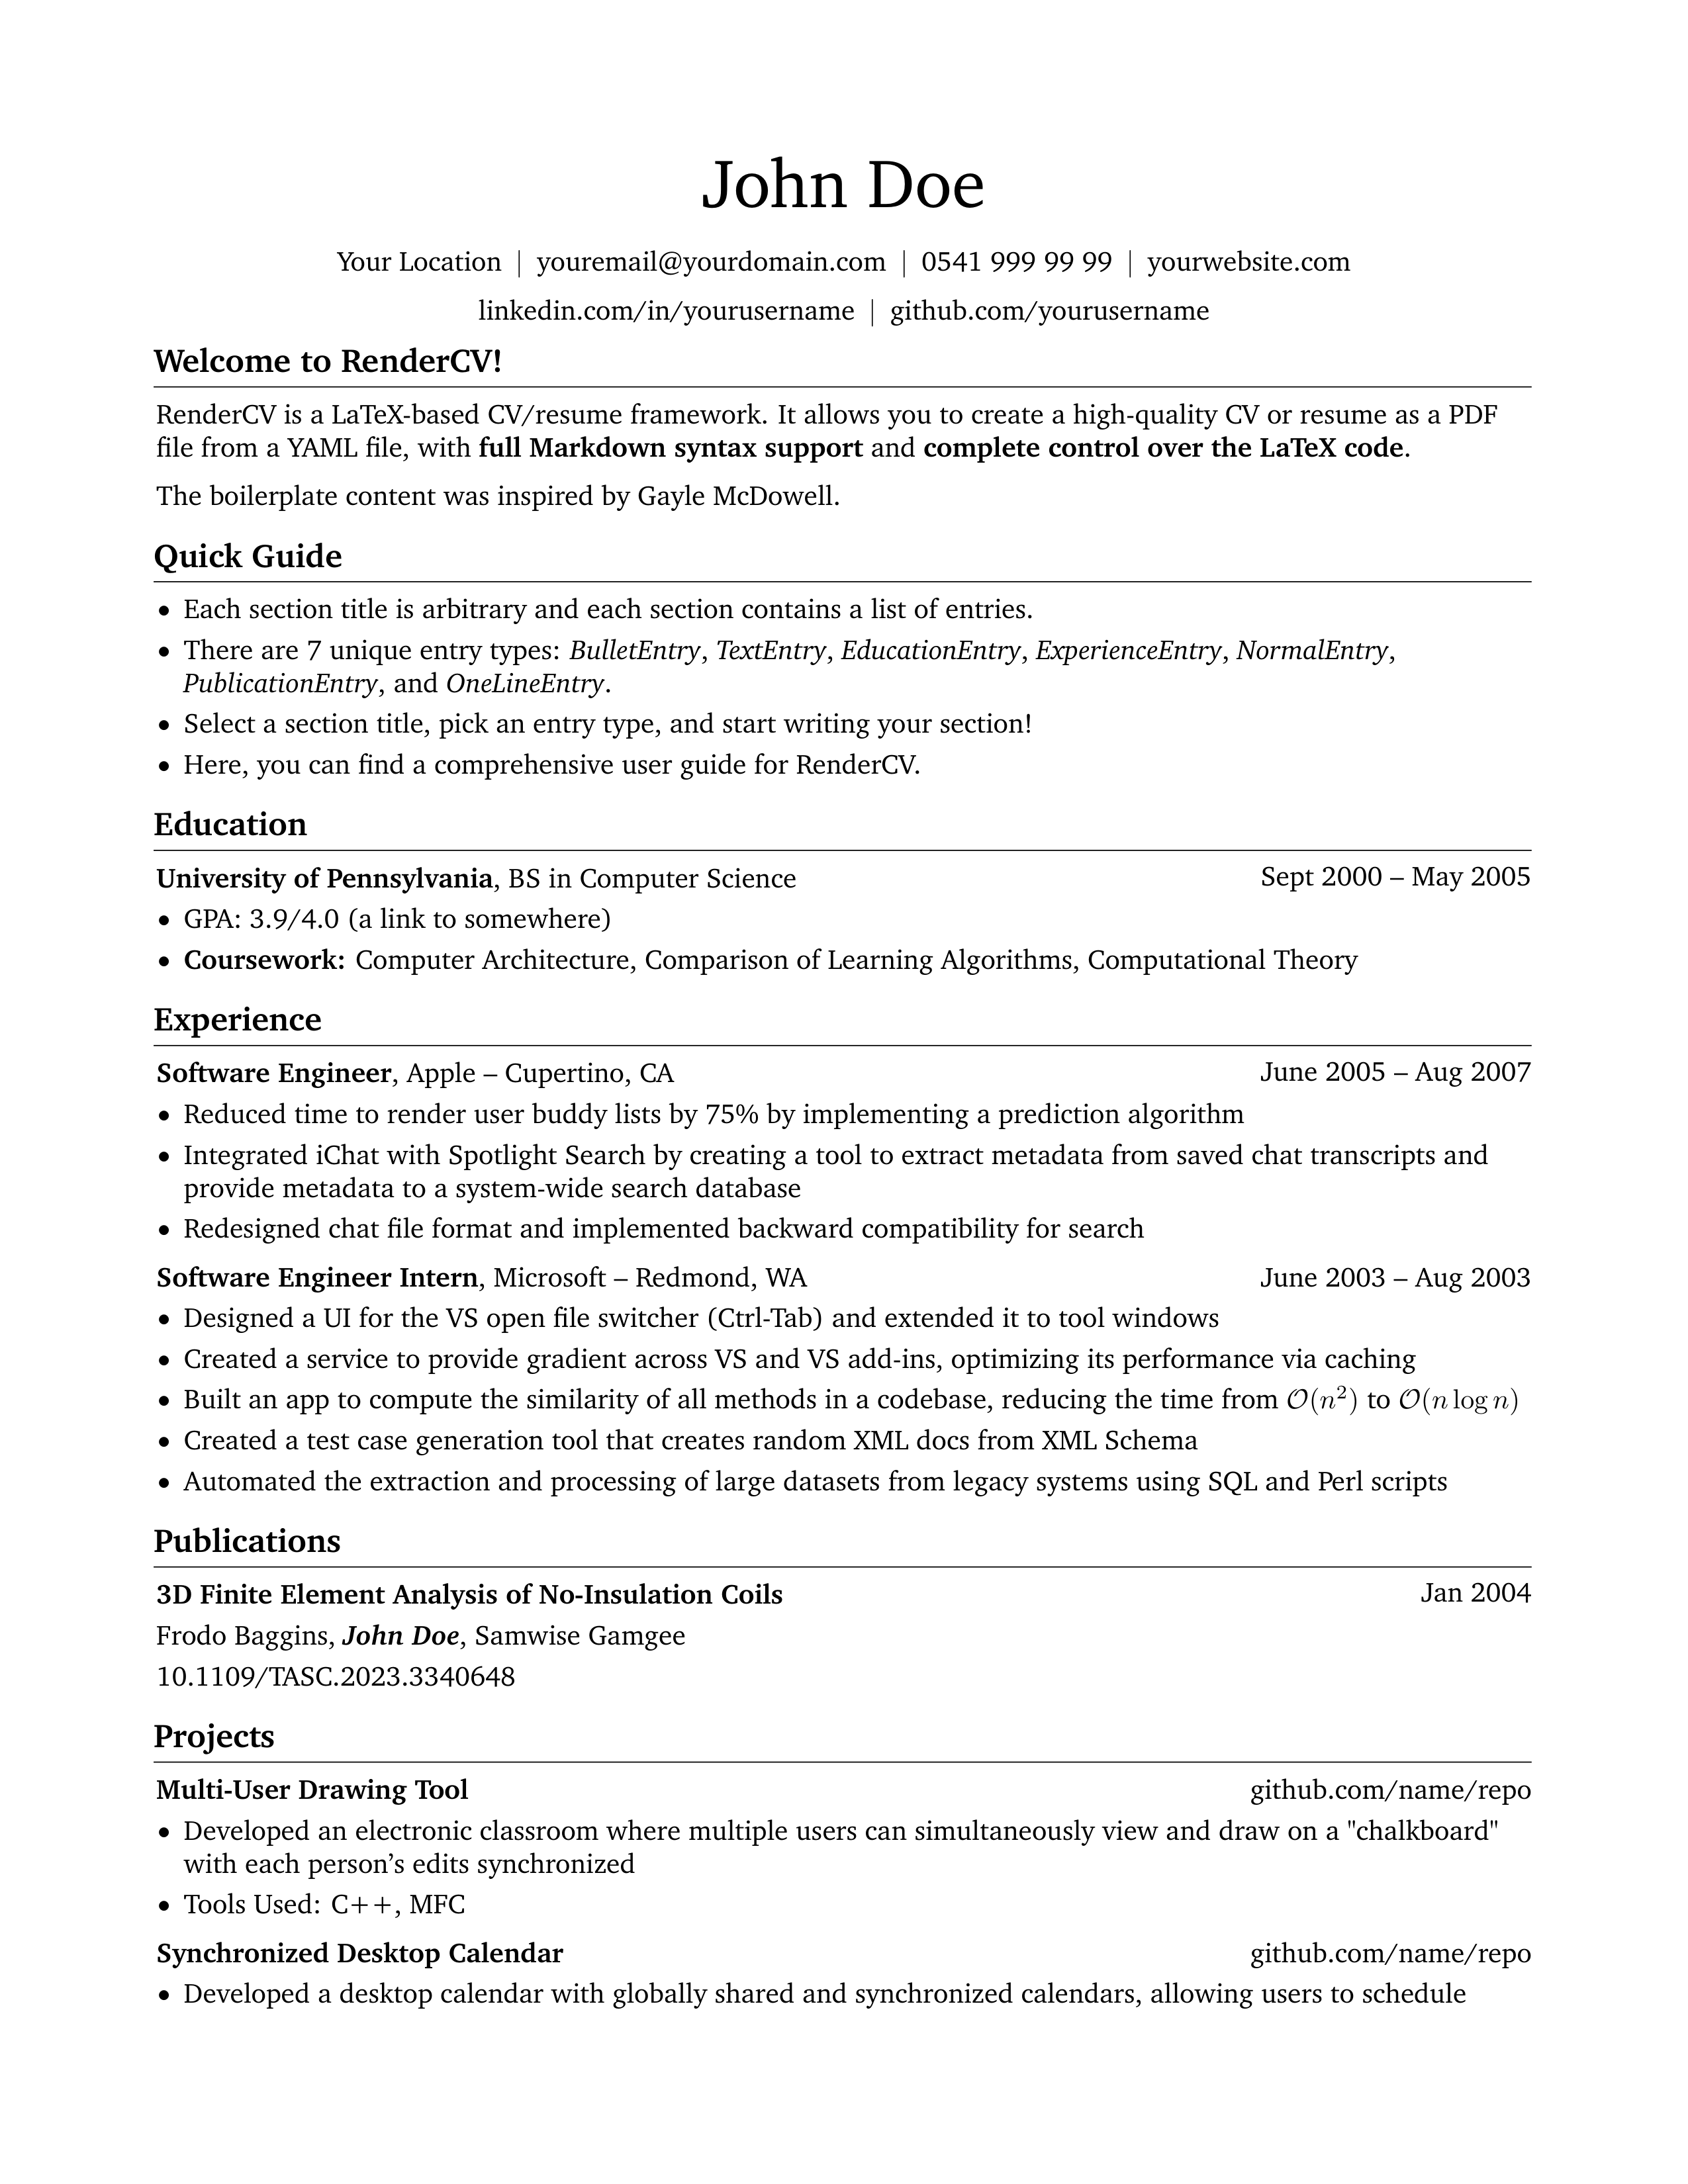 John Doe
Your Location | youremail@yourdomain.com | 0541 999 99 99 | yourwebsite.com
linkedin.com/in/yourusername | github.com/yourusername
Welcome to RenderCV!
RenderCV is a LaTeX-based CV/resume framework. It allows you to create a high-quality CV or resume as a PDF
file from a YAML file, with full Markdown syntax support and complete control over the LaTeX code.
The boilerplate content was inspired by Gayle McDowell.
Quick Guide
• Each section title is arbitrary and each section contains a list of entries.
• There are 7 unique entry types: BulletEntry, TextEntry, EducationEntry, ExperienceEntry, NormalEntry,
PublicationEntry, and OneLineEntry.
• Select a section title, pick an entry type, and start writing your section!
• Here, you can find a comprehensive user guide for RenderCV.
Education
University of Pennsylvania, BS in Computer Science Sept 2000 – May 2005
• GPA: 3.9/4.0 (a link to somewhere)
• Coursework: Computer Architecture, Comparison of Learning Algorithms, Computational Theory
Experience
Software Engineer, Apple – Cupertino, CA June 2005 – Aug 2007
• Reduced time to render user buddy lists by 75% by implementing a prediction algorithm
• Integrated iChat with Spotlight Search by creating a tool to extract metadata from saved chat transcripts and
provide metadata to a system-wide search database
• Redesigned chat file format and implemented backward compatibility for search
Software Engineer Intern, Microsoft – Redmond, WA June 2003 – Aug 2003
• Designed a UI for the VS open file switcher (Ctrl-Tab) and extended it to tool windows
• Created a service to provide gradient across VS and VS add-ins, optimizing its performance via caching
• Built an app to compute the similarity of all methods in a codebase, reducing the time from 𝒪(n²) to 𝒪(n log n)
• Created a test case generation tool that creates random XML docs from XML Schema
• Automated the extraction and processing of large datasets from legacy systems using SQL and Perl scripts
Publications
3D Finite Element Analysis of No-Insulation Coils Jan 2004
Frodo Baggins, John Doe, Samwise Gamgee
10.1109/TASC.2023.3340648
Projects
Multi-User Drawing Tool github.com/name/repo
• Developed an electronic classroom where multiple users can simultaneously view and draw on a "chalkboard"
with each person’s edits synchronized
• Tools Used: C++, MFC
Synchronized Desktop Calendar github.com/name/repo
• Developed a desktop calendar with globally shared and synchronized calendars, allowing users to schedule